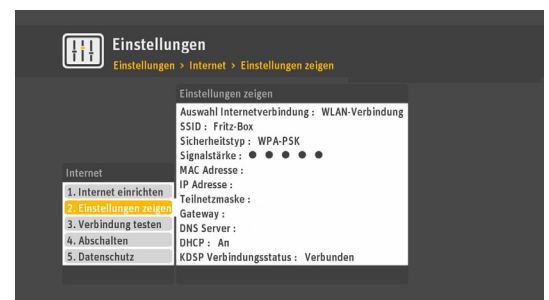 Einstellungen
Einstellungen > Internet > Einstellungen zeigen
Internet
1. Internet einrichten
2. Einstellungen zeigen
3. Verbindung testen
4. Abschalten
5. Datenschutz
Einstellungen zeigen
Auswahl Internetverbindung : WLAN-Verbindung
SSID : Fritz-Box
Sicherheitstyp : WPA-PSK
Signalstärke : ● ● ● ● ●
MAC Adresse :
IP Adresse :
Teilnetzmaske :
Gateway :
DNS Server :
DHCP : An
KDSP Verbindungsstatus : Verbunden